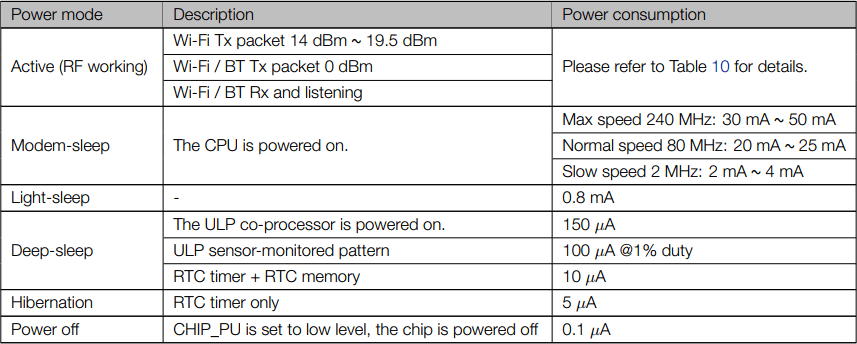 Power mode Description Power consumption
Active (RF working) Wi-Fi Tx packet 14 dBm ~ 19.5 dBm Please refer to Table 10 for details.
Wi-Fi / BT Tx packet 0 dBm
Wi-Fi / BT Rx and listening
Modem-sleep The CPU is powered on. Max speed 240 MHz: 30 mA ~ 50 mA
Normal speed 80 MHz: 20 mA ~ 25 mA
Slow speed 2 MHz: 2 mA ~ 4 mA
Light-sleep - 0.8 mA
Deep-sleep The ULP co-processor is powered on. 150 μA
ULP sensor-monitored pattern 100 μA @1% duty
RTC timer + RTC memory 10 μA
Hibernation RTC timer only 5 μA
Power off CHIP_PU is set to low level, the chip is powered off 0.1 μA